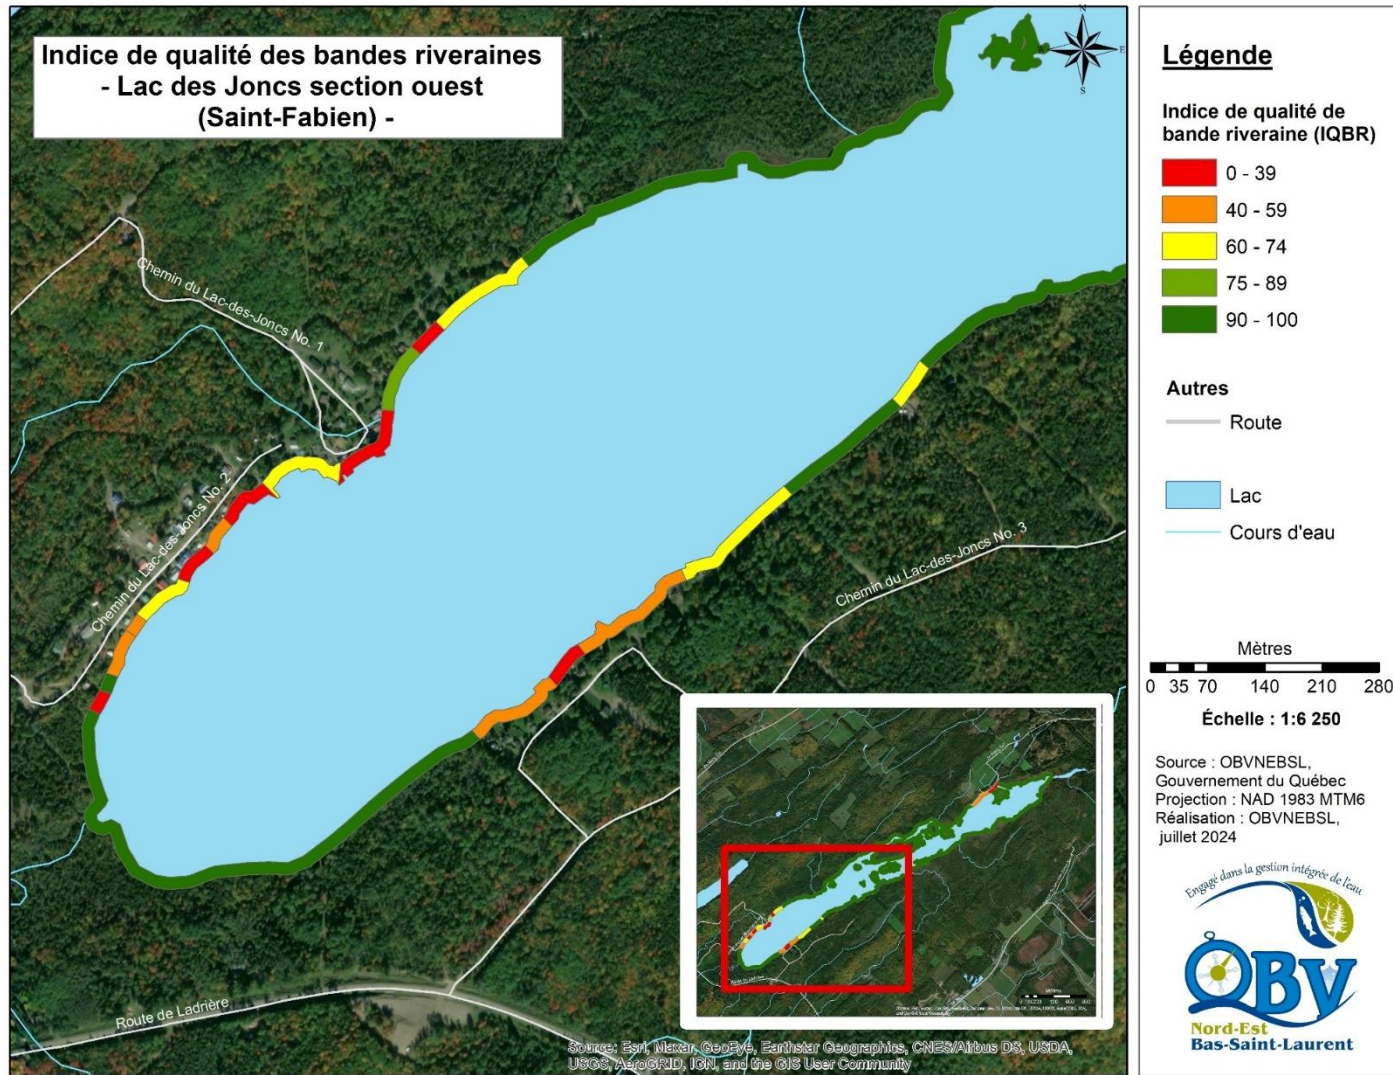 Indice de qualité des bandes riveraines
- Lac des Joncs section ouest
(Saint-Fabien) -
N
E
S
Chemin du Lac-des-Joncs No. 1
Chemin du Lac-des-Joncs No. 2
Chemin du Lac-des-Joncs No. 3
Route de Ladrière
Source: Esri, Maxar, GeoEye, Earthstar Geographics, CNES/Airbus DS, USDA,
USGS, AeroGRID, IGN, and the GIS User Community
Légende
Indice de qualité de
bande riveraine (IQBR)
0 - 39
40 - 59
60 - 74
75 - 89
90 - 100
Autres
Route
Lac
Cours d'eau
Mètres
0 35 70 140 210 280
Échelle : 1:6 250
Source : OBVNEBSL,
Gouvernement du Québec
Projection : NAD 1983 MTM6
Réalisation : OBVNEBSL,
juillet 2024
Engagé dans la gestion intégrée de l'eau
OBV
Nord-Est
Bas-Saint-Laurent